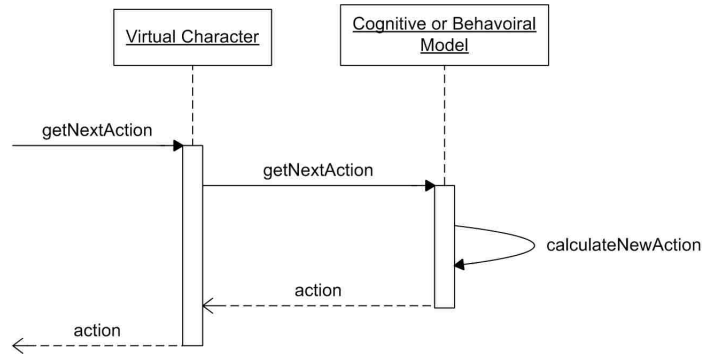 Virtual Character
Cognitive or Behavoiral
Model
getNextAction
getNextAction
calculateNewAction
action
action